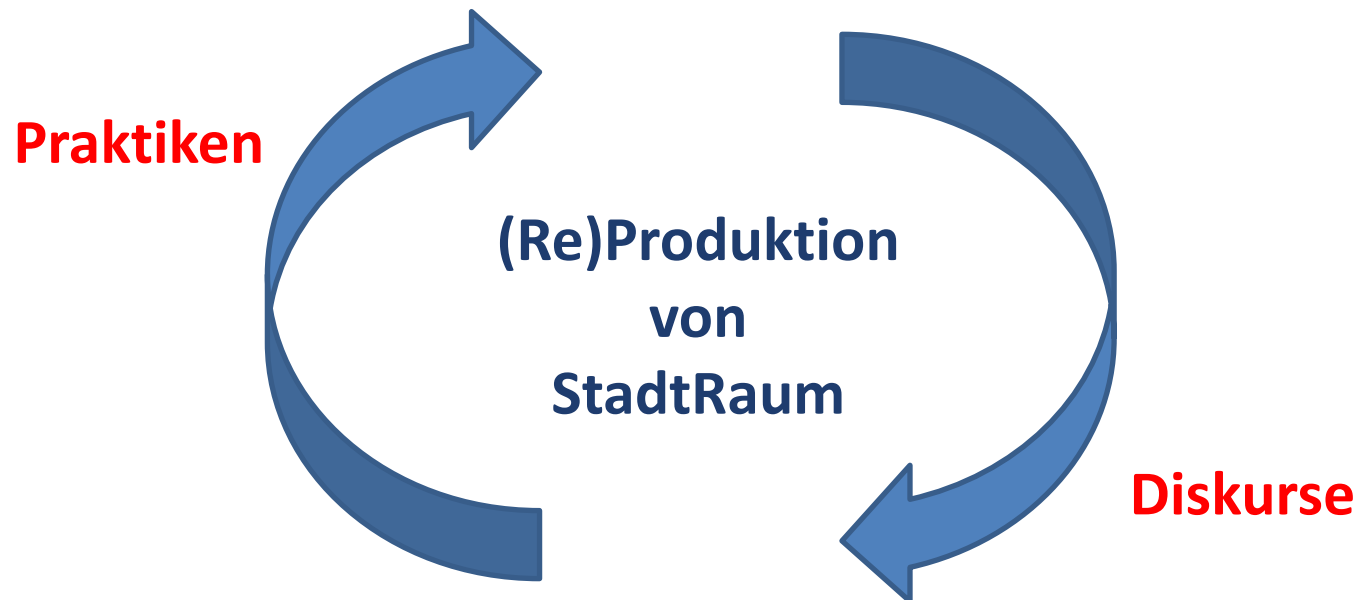 Praktiken
(Re)Produktion
von
StadtRaum
Diskurse